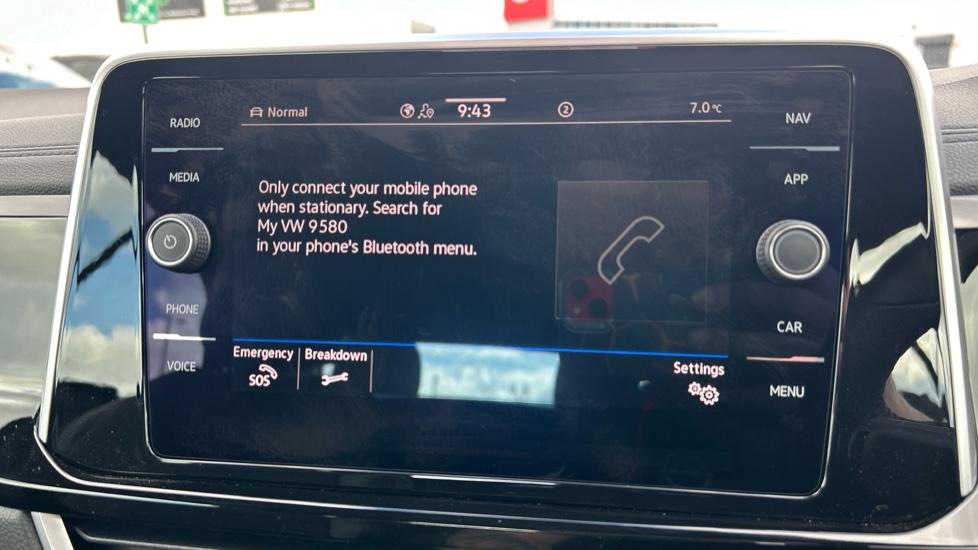 RADIO
MEDIA
PHONE
VOICE
Normal
9:43
2
7.0°C
Only connect your mobile phone
when stationary. Search for
My VW 9580
in your phone's Bluetooth menu.
Emergency
SOS
Breakdown
Settings
NAV
APP
CAR
MENU